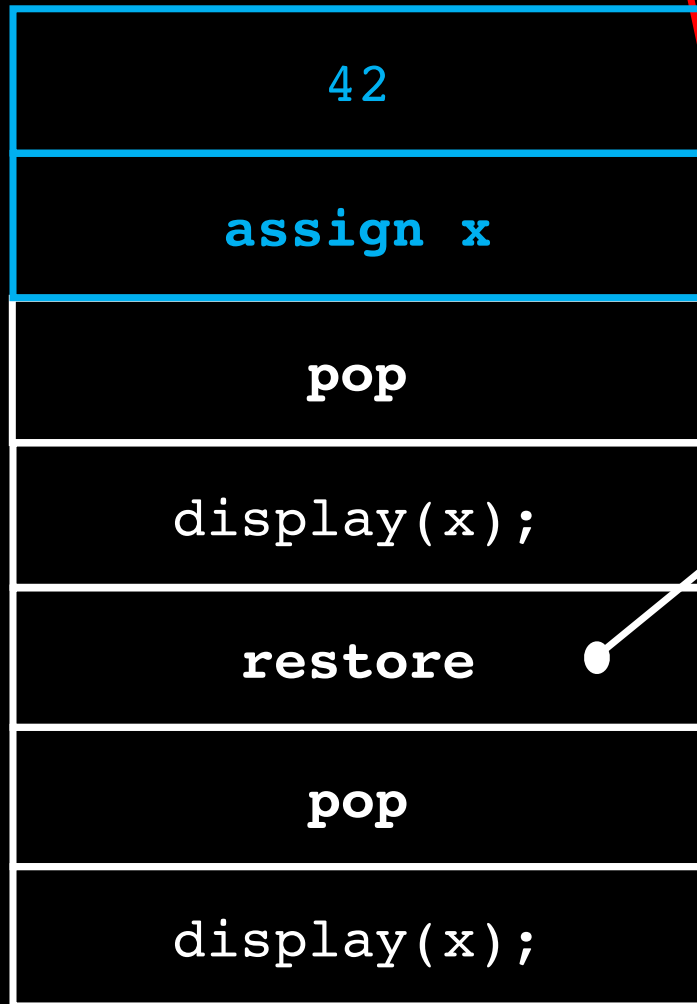 42
assign x
pop
display(x);
restore
pop
display(x);